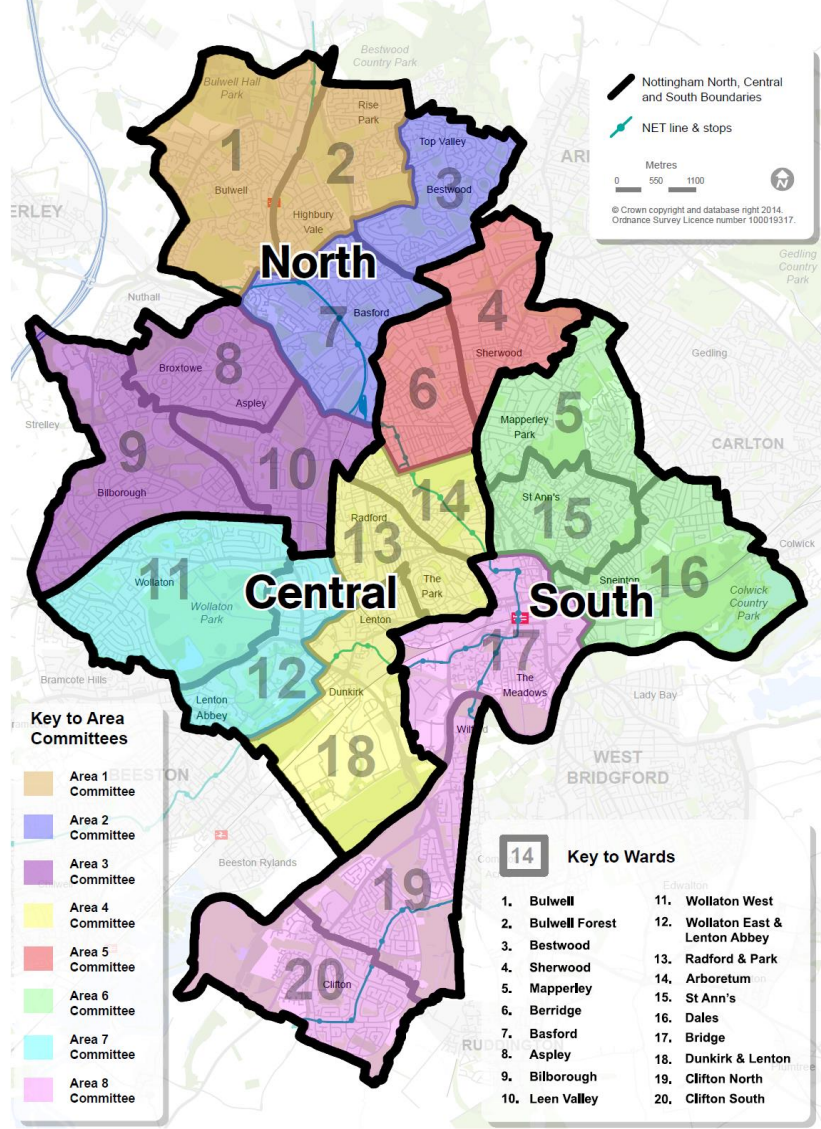 Bestwood
Country Park
Bulwell Hall
Park
Rise
Park
Nottingham North, Central
and South Boundaries
NET line & stops
Metres
0 550 1100
N
© Crown copyright and database right 2014.
Ordnance Survey Licence number 100019317.
1
2
3
Top Valley
ARN
Bulwell
Bestwood
ERLEY
Highbury
Vale
North
Gedling
Country
Park
Nuthall
7
Basford
4
Sherwood
Gedling
8
Broxtowe
Aspley
6
5
Mapperley
Park
Strelley
CARLTON
9
10
Bilborough
14
St Ann's
15
Radford
13
Colwick
11
Wollaton
Wollaton
Park
The
Park
Central
Sneinton
South
16
Colwick
Country
Park
Lenton
17
The
Meadows
Bramcote Hills
12
Lenton
Abbey
Dunkirk
Lady Bay
Wilford
18
WEST
BRIDGFORD
BEESTON
Beeston Rylands
Edwalton
19
20
Clifton
RUDDINGTON
Plumtree
Key to Area
Committees
Area 1
Committee
Area 2
Committee
Area 3
Committee
Area 4
Committee
Area 5
Committee
Area 6
Committee
Area 7
Committee
Area 8
Committee
14 Key to Wards
1. Bulwell
2. Bulwell Forest
3. Bestwood
4. Sherwood
5. Mapperley
6. Berridge
7. Basford
8. Aspley
9. Bilborough
10. Leen Valley
11. Wollaton West
12. Wollaton East &
Lenton Abbey
13. Radford & Park
14. Arboretum
15. St Ann's
16. Dales
17. Bridge
18. Dunkirk & Lenton
19. Clifton North
20. Clifton South